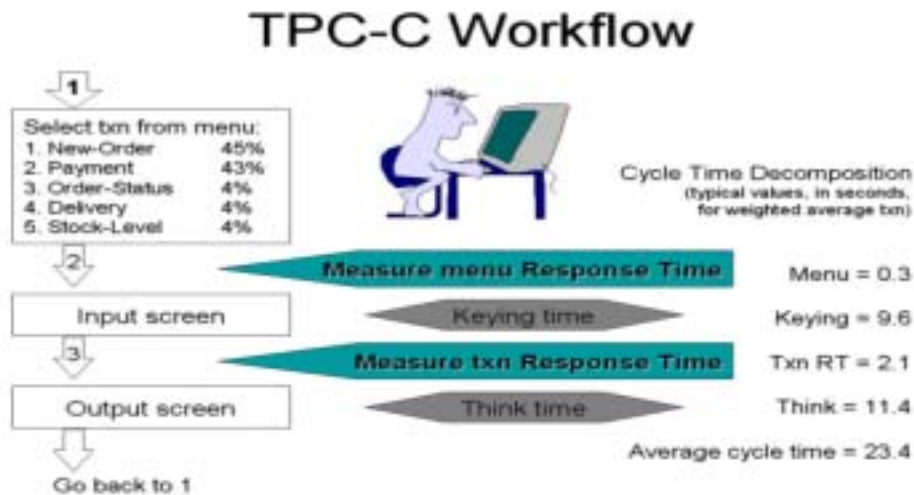 TPC-C Workflow
1
Select txn from menu:
1. New-Order 45%
2. Payment 43%
3. Order-Status 4%
4. Delivery 4%
5. Stock-Level 4%
Cycle Time Decomposition
(typical values, in seconds,
for weighted average txn)
2
Measure menu Response Time
Menu = 0.3
Input screen
Keying time
Keying = 9.6
3
Measure txn Response Time
Txn RT = 2.1
Output screen
Think time
Think = 11.4
Average cycle time = 23.4
Go back to 1